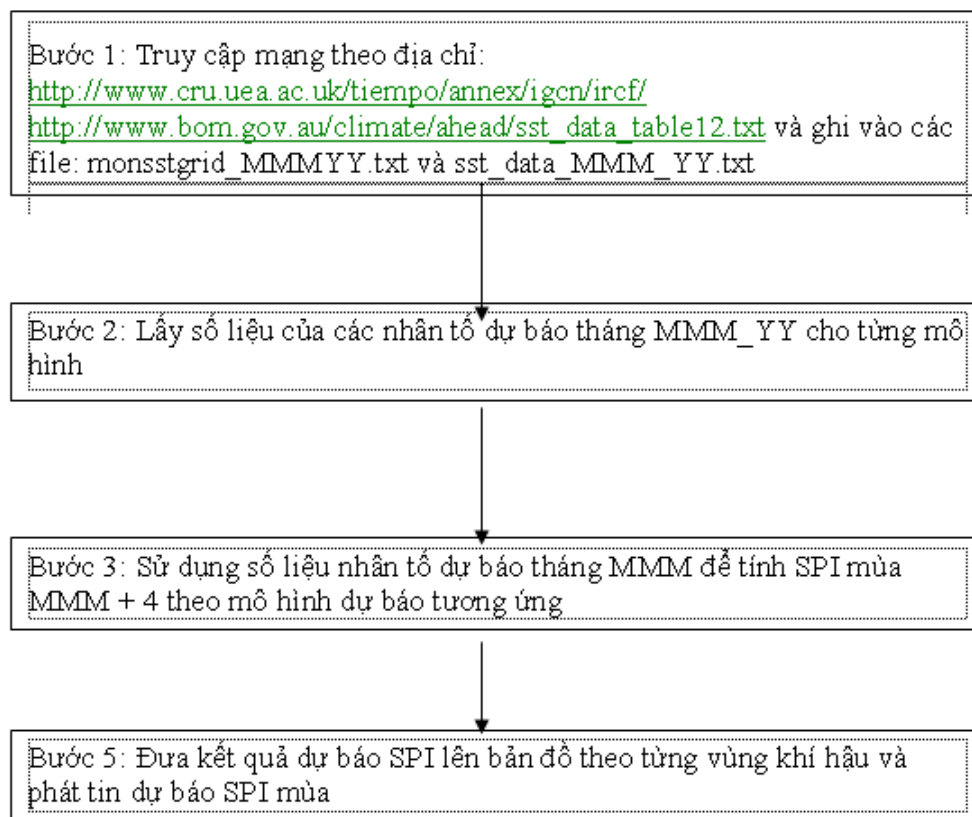 Bước 1: Truy cập mạng theo địa chỉ:
http://www.cru.uea.ac.uk/tiempo/annex/igcn/ircf/
http://www.bom.gov.au/climate/ahead/sst_data_table12.txt và ghi vào các
file: monsstgrid_MMMYY.txt và sst_data_MMM_YY.txt
Bước 2: Lấy số liệu của các nhân tố dự báo tháng MMM_YY cho từng mô
hình
Bước 3: Sử dụng số liệu nhân tố dự báo tháng MMM để tính SPI mùa
MMM + 4 theo mô hình dự báo tương ứng
Bước 5: Đưa kết quả dự báo SPI lên bản đồ theo từng vùng khí hậu và
phát tin dự báo SPI mùa